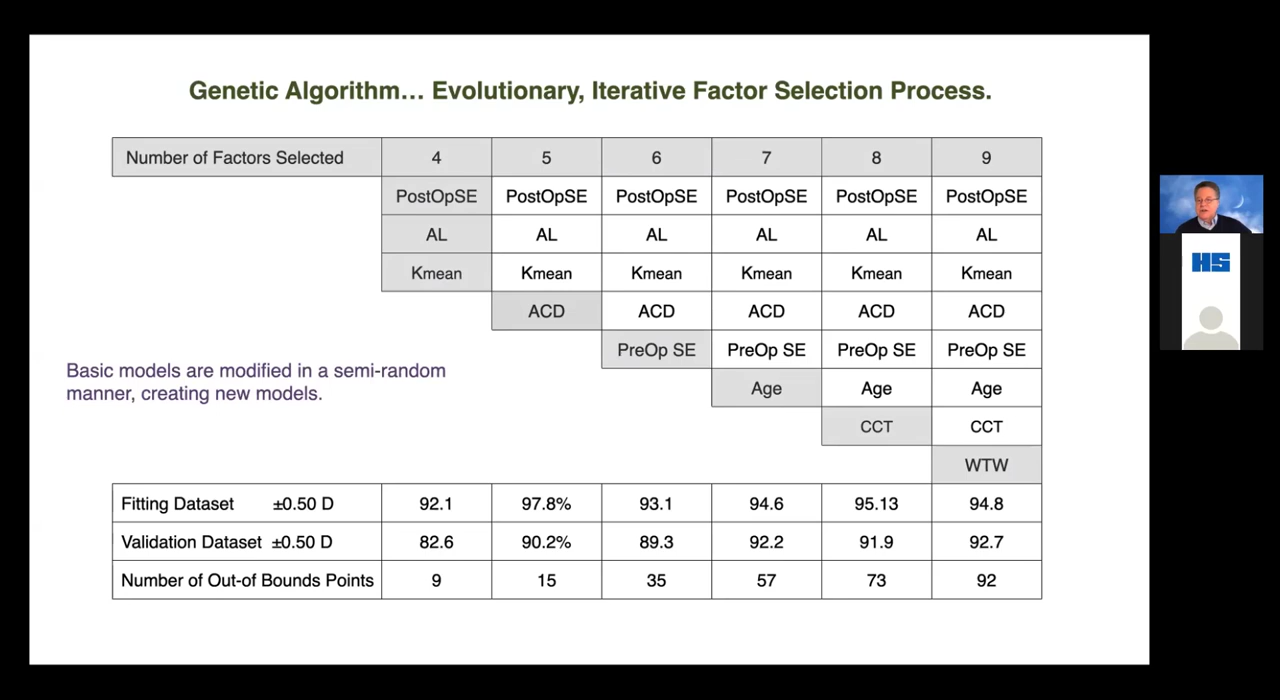 Genetic Algorithm... Evolutionary, Iterative Factor Selection Process.
Number of Factors Selected 4 5 6 7 8 9
PostOpSE PostOpSE PostOpSE PostOpSE PostOpSE PostOpSE
AL AL AL AL AL AL
Kmean Kmean Kmean Kmean Kmean Kmean
ACD ACD ACD ACD ACD
PreOp SE PreOp SE PreOp SE PreOp SE
Age Age Age
CCT CCT
WTW
Basic models are modified in a semi-random
manner, creating new models.
Fitting Dataset ±0.50 D 92.1 97.8% 93.1 94.6 95.13 94.8
Validation Dataset ±0.50 D 82.6 90.2% 89.3 92.2 91.9 92.7
Number of Out-of Bounds Points 9 15 35 57 73 92
HS